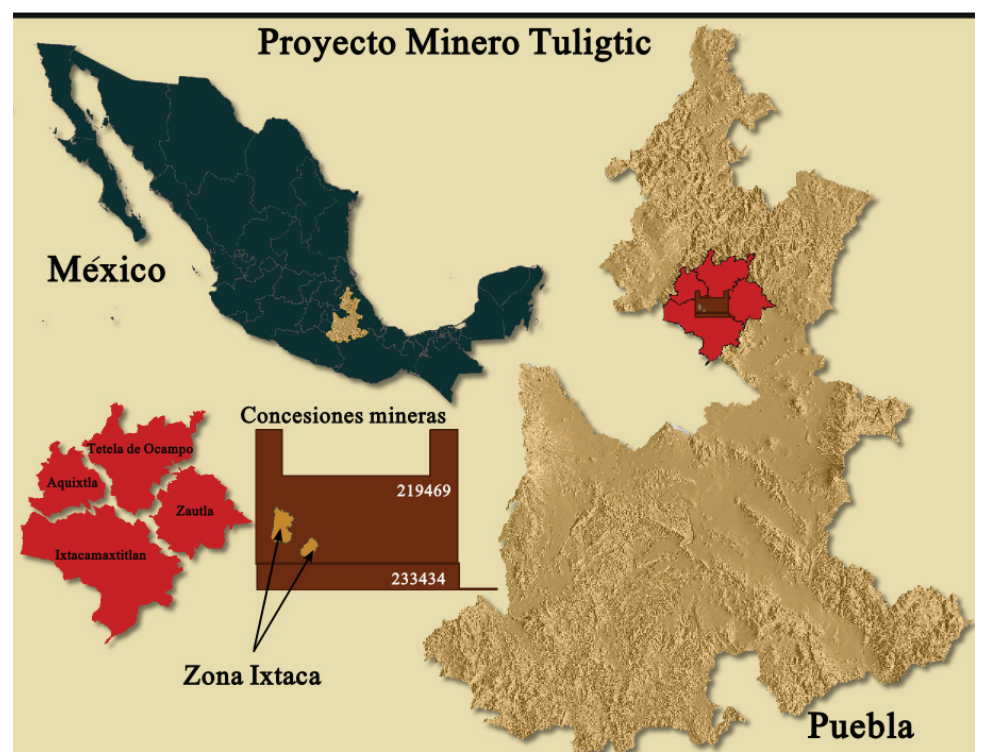 Proyecto Minero Tuligtic
México
Concesiones mineras
Tetela de Ocampo
Aquixtla
219469
Zautla
Ixtacamaxtitlan
233434
Zona Ixtaca
Puebla